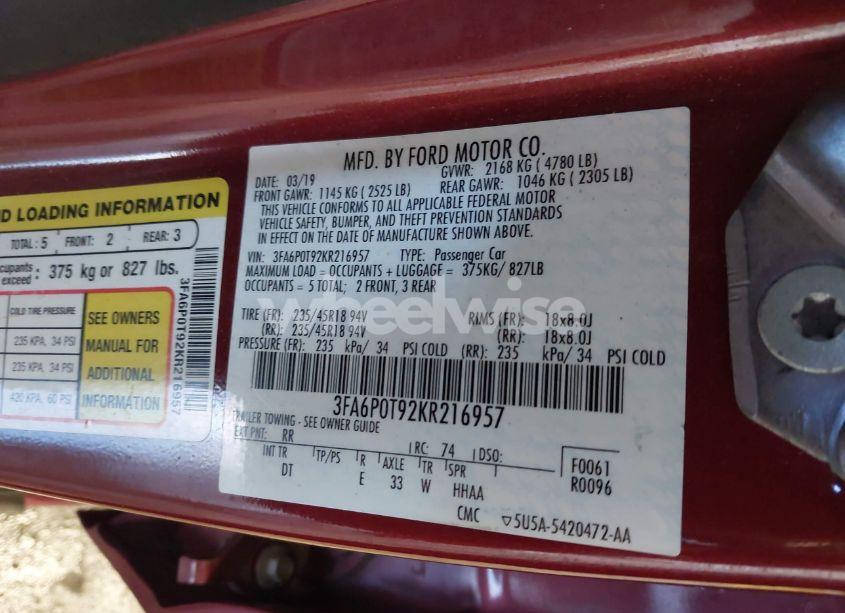 MFD. BY FORD MOTOR CO.
DATE: 03/19 GVWR: 2168 KG ( 4780 LB)
FRONT GAWR: 1145 KG ( 2525 LB) REAR GAWR: 1046 KG ( 2305 LB)
THIS VEHICLE CONFORMS TO ALL APPLICABLE FEDERAL MOTOR
VEHICLE SAFETY, BUMPER, AND THEFT PREVENTION STANDARDS
IN EFFECT ON THE DATE OF MANUFACTURE SHOWN ABOVE.
VIN: 3FA6P0T92KR216957 TYPE: Passenger Car
MAXIMUM LOAD = OCCUPANTS + LUGGAGE = 375KG/ 827LB
OCCUPANTS = 5 TOTAL; 2 FRONT, 3 REAR
TIRE (FR): 235/45R18 94V RIMS (FR): 18x8.0J
(RR): 235/45R18 94V (RR): 18x8.0J
PRESSURE (FR): 235 kPa/ 34 PSI COLD (RR): 235 kPa/ 34 PSI COLD
3FA6P0T92KR216957
TRAILER TOWING - SEE OWNER GUIDE
EXT PNT: RR RC: 74 DSO:
INT TR TP/PS R AXLE TR SPR F0061
DT E 33 W HHAA R0096
CMC 5U5A-5420472-AA
D LOADING INFORMATION
TOTAL: 5 FRONT: 2 REAR: 3
cupants
exceed: 375 kg or 827 lbs.
COLD TIRE PRESSURE
235 KPA, 34 PSI
235 KPA, 34 PSI
420 KPA, 60 PSI
SEE OWNERS
MANUAL FOR
ADDITIONAL
INFORMATION
3FA6P0T92KR216957
wheelwise